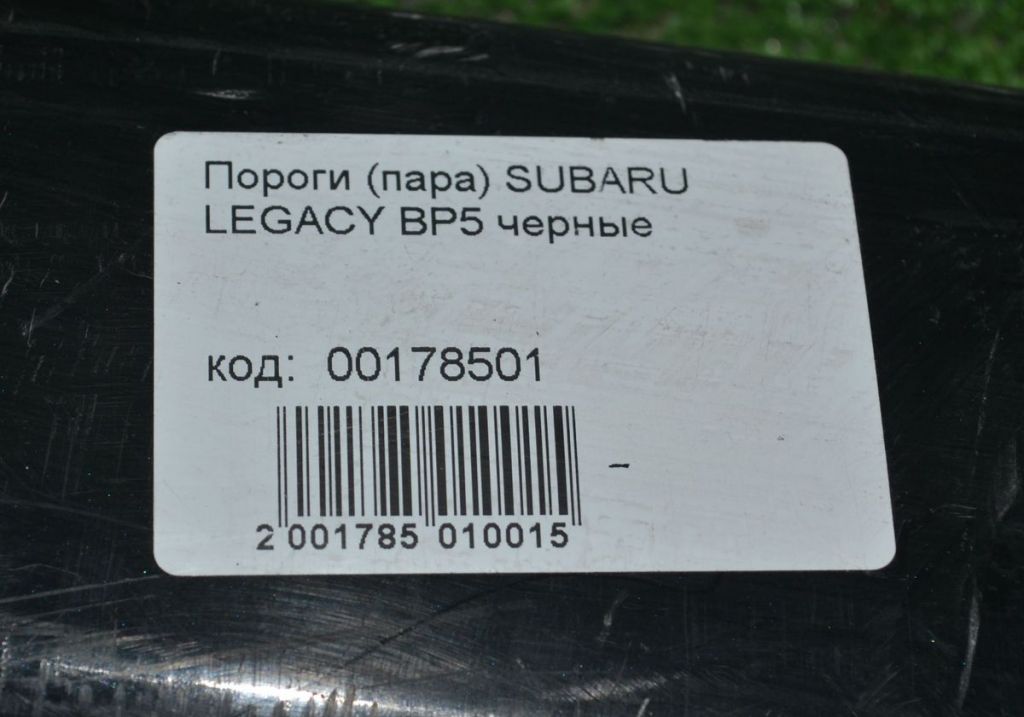 Пороги (пара) SUBARU
LEGACY BP5 черные
код: 00178501
2 001785 010015